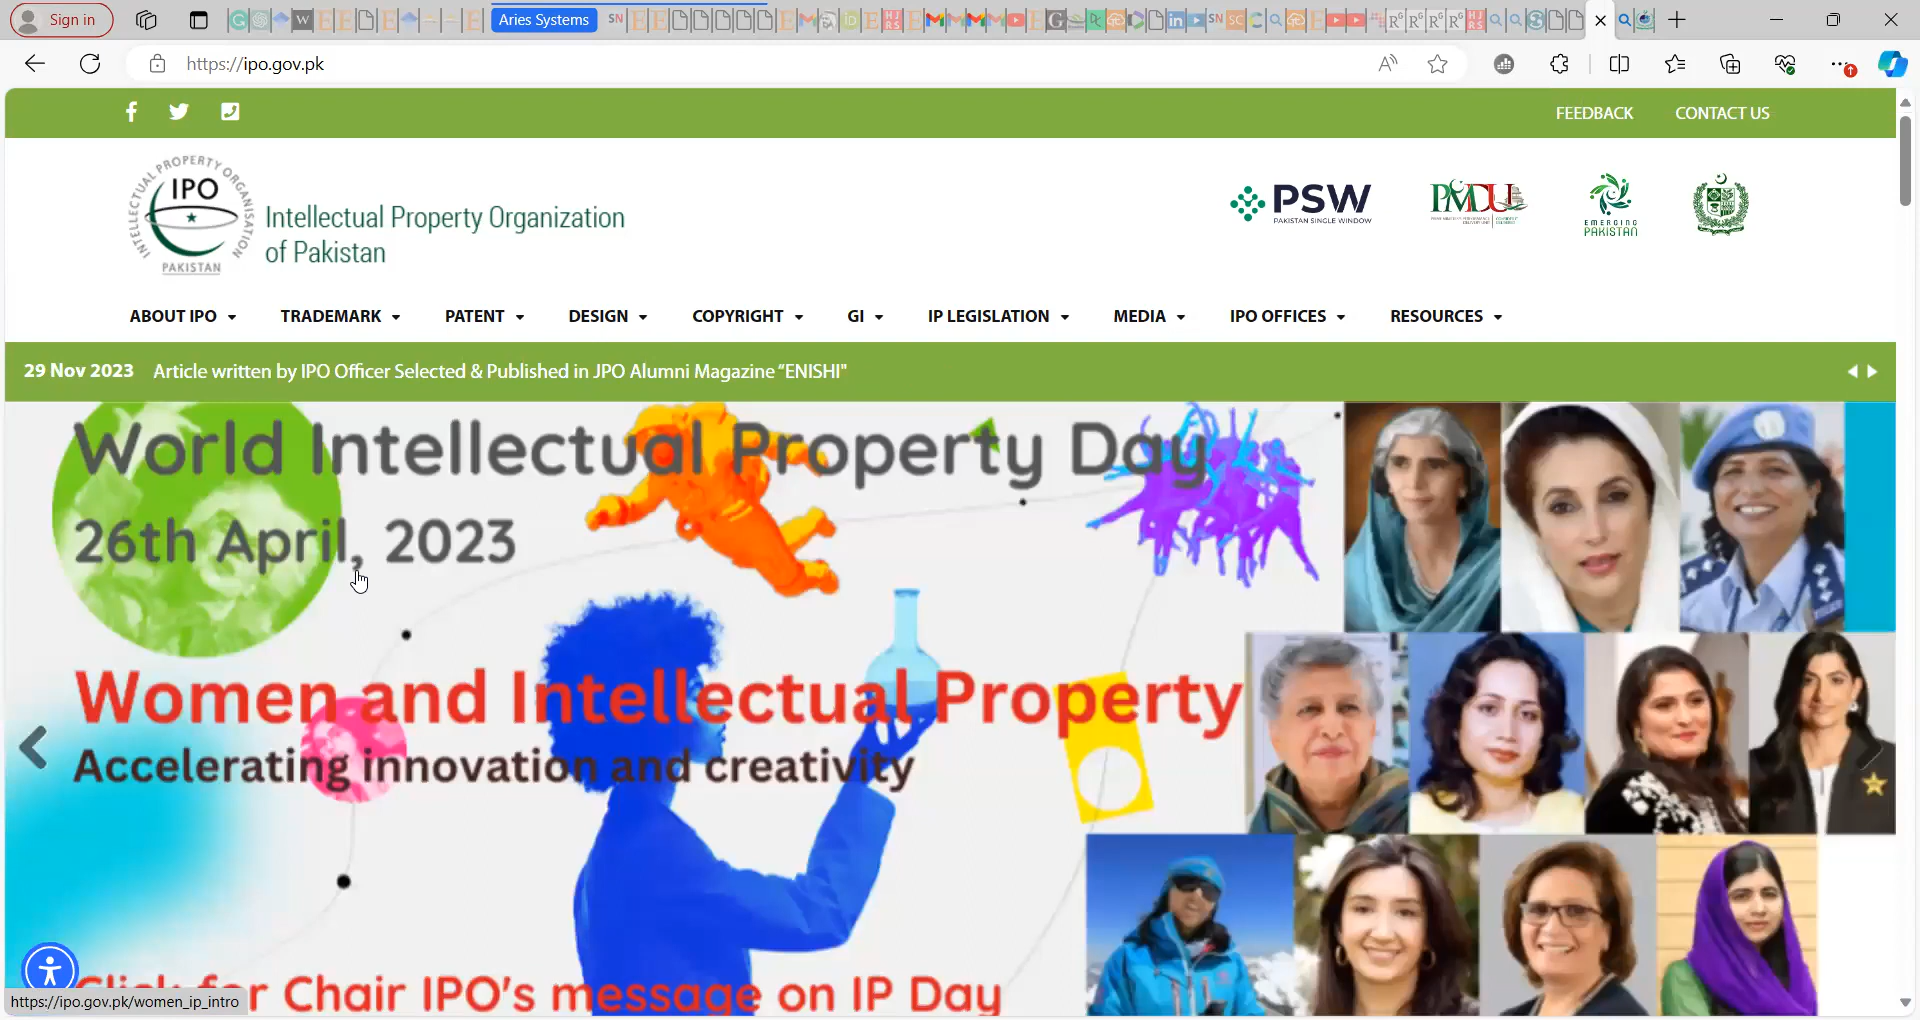 Sign in
Aries Systems
https://ipo.gov.pk
FEEDBACK
CONTACT US
INTELLECTUAL PROPERTY ORGANISATION
IPO
PAKISTAN
Intellectual Property Organization
of Pakistan
PSW
PAKISTAN SINGLE WINDOW
PMDU
EMERGING
PAKISTAN
ABOUT IPO
TRADEMARK
PATENT
DESIGN
COPYRIGHT
GI
IP LEGISLATION
MEDIA
IPO OFFICES
RESOURCES
29 Nov 2023 Article written by IPO Officer Selected & Published in JPO Alumni Magazine “ENISHI"
World Intellectual Property Day
26th April, 2023
Women and Intellectual Property
Accelerating innovation and creativity
Click for Chair IPO's message on IP Day
https://ipo.gov.pk/women_ip_intro